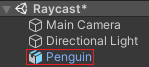 Raycast*
Main Camera
Directional Light
Penguin